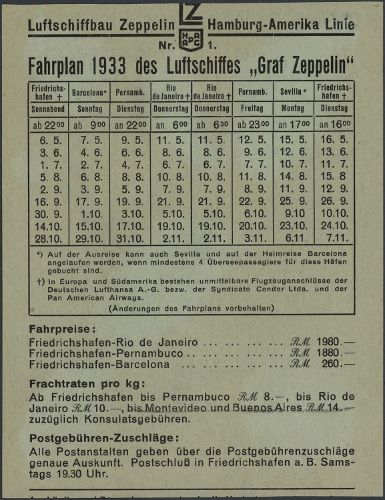 Luftschiffbau Zeppelin Hamburg-Amerika Linie
Z
HAPAG
Nr. 1.
Fahrplan 1933 des Luftschiffes „Graf Zeppelin"
Friedrichs- hafen † Barcelona* Pernamb. Rio de Janeiro † Rio de Janeiro † Pernamb. Sevilla* Friedrichs- hafen †
Sonnabend Sonntag Dienstag Donnerstag Donnerstag Freitag Montag Dienstag
ab 22⁰⁰ ab 9⁰⁰ an 22⁰⁰ an 6⁰⁰ ab 6³⁰ ab 23⁰⁰ an 17⁰⁰ an 16⁰⁰
6. 5. 7. 5. 9. 5. 11. 5. 11. 5. 12. 5. 15. 5. 16. 5.
3. 6. 4. 6. 6. 6. 8. 6. 8. 6. 9. 6. 12. 6. 13. 6.
1. 7. 2. 7. 4. 7. 6. 7. 6. 7. 7. 7. 10. 7. 11. 7.
5. 8. 6. 8. 8. 8. 10. 8. 10. 8. 11. 8. 14. 8. 15. 8.
2. 9. 3. 9. 5. 9. 7. 9. 7. 9. 8. 9. 11. 9. 12. 9.
16. 9. 17. 9. 19. 9. 21. 9. 21. 9. 22. 9. 25. 9. 26. 9.
30. 9. 1.10. 3.10. 5.10. 5.10. 6.10. 9.10. 10.10.
14.10. 15.10. 17.10. 19.10. 19.10. 20.10. 23.10. 24.10.
28.10. 29.10. 31.10. 2.11. 2.11. 3.11. 6.11. 7.11.
*) Auf der Ausreise kann auch Sevilla und auf der Heimreise Barcelona
angelaufen werden, wenn mindestens 4 Überseepassagiere für diese Häfen
gebucht sind.
†) In Europa und Südamerika bestehen unmittelbare Fluganschlüsse der
Deutschen Lufthansa A.-G. bezw. der Syndicato Condor Ltda. und der
Pan American Airways.
(Änderungen des Fahrplans vorbehalten)
Fahrpreise:
Friedrichshafen-Rio de Janeiro . . . . . RM 1980.—
Friedrichshafen-Pernambuco . . . . . . RM 1880.—
Friedrichshafen-Barcelona . . . . . . . RM 260.—
Frachtraten pro kg:
Ab Friedrichshafen bis Pernambuco RM 8.—, bis Rio de
Janeiro RM 10.—, bis Montevideo und Buenos Aires RM 14.—
zuzüglich Konsulatsgebühren.
Postgebühren-Zuschläge:
Alle Postanstalten geben über die Postgebührenzuschläge
genaue Auskunft. Postschluß in Friedrichshafen a. B. Sams-
tags 19.30 Uhr.